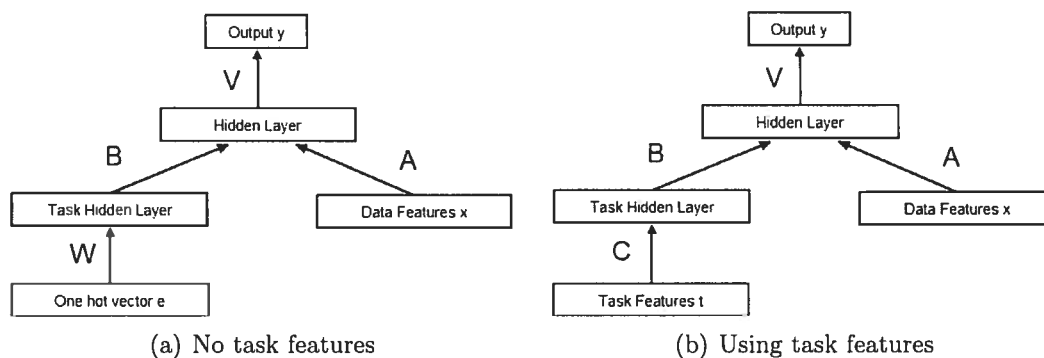 Output y
V
Hidden Layer
B
A
Task Hidden Layer
Data Features x
W
One hot vector e
(a) No task features
Output y
V
Hidden Layer
B
A
Task Hidden Layer
Data Features x
C
Task Features t
(b) Using task features